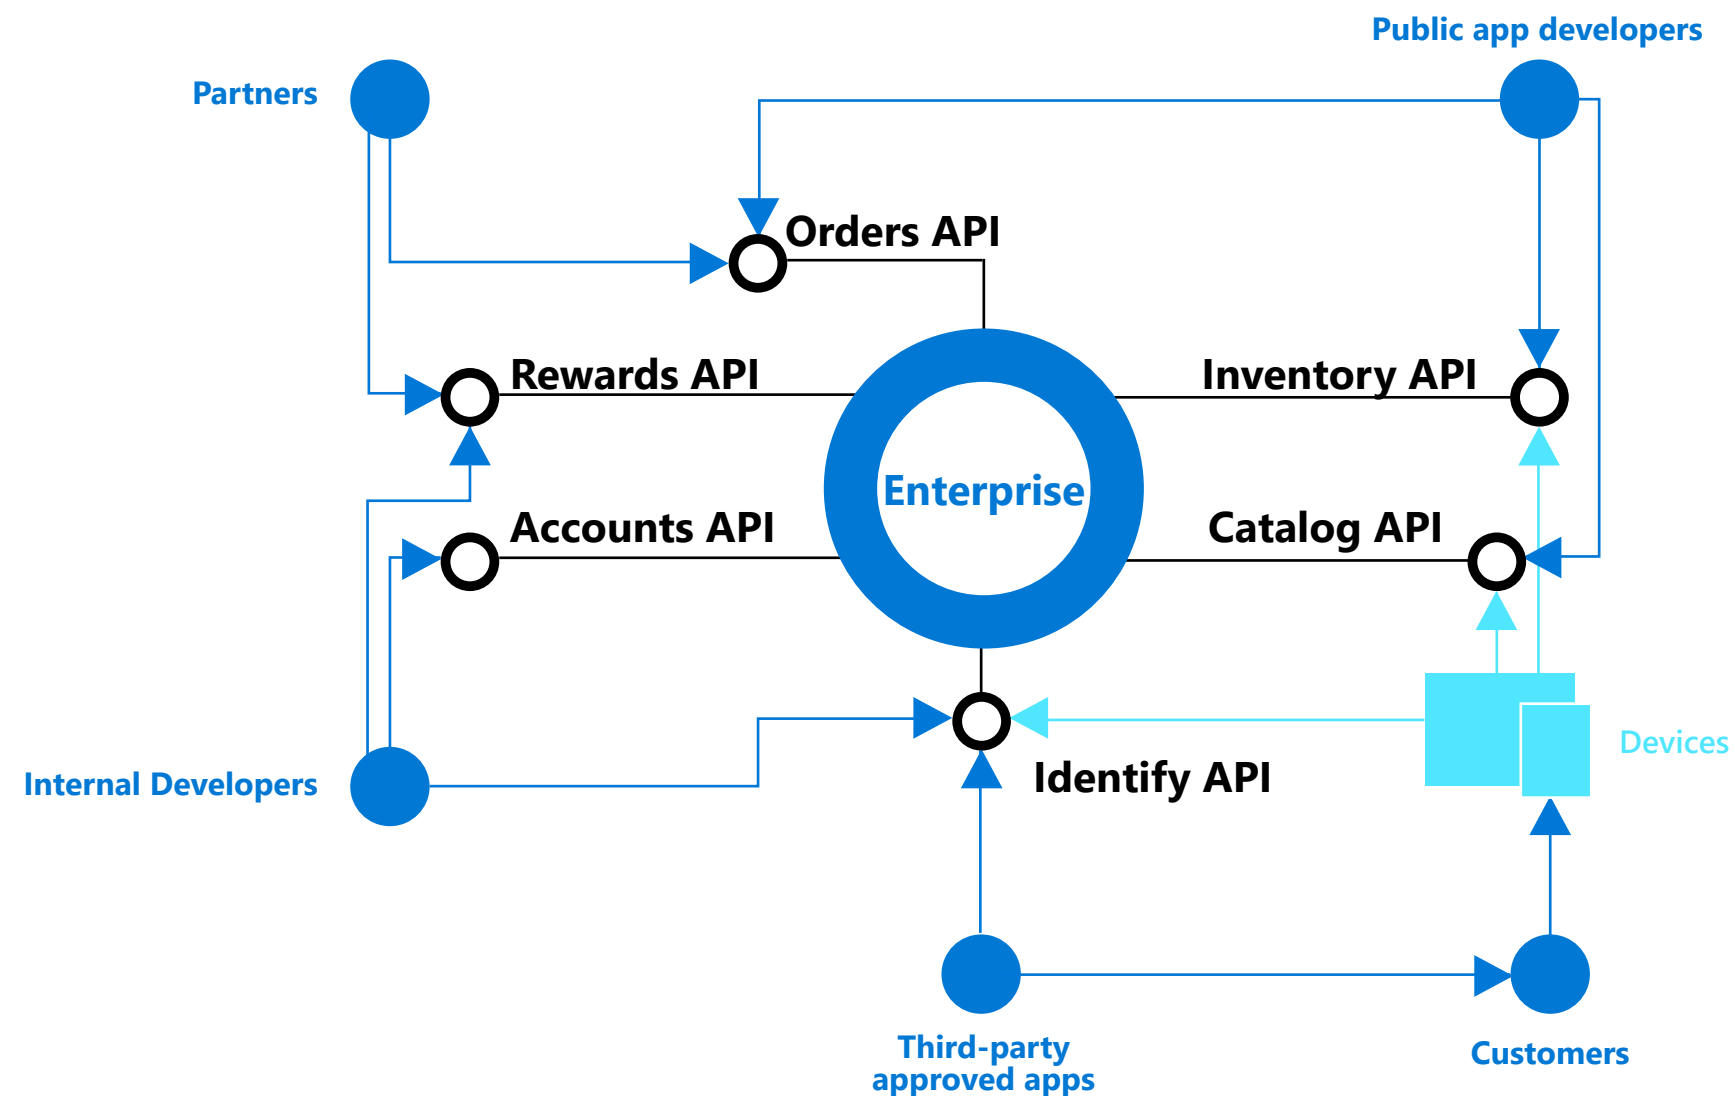 Public app developers
Partners
Orders API
Rewards API
Inventory API
Enterprise
Accounts API
Catalog API
Devices
Internal Developers
Identify API
Third-party
approved apps
Customers